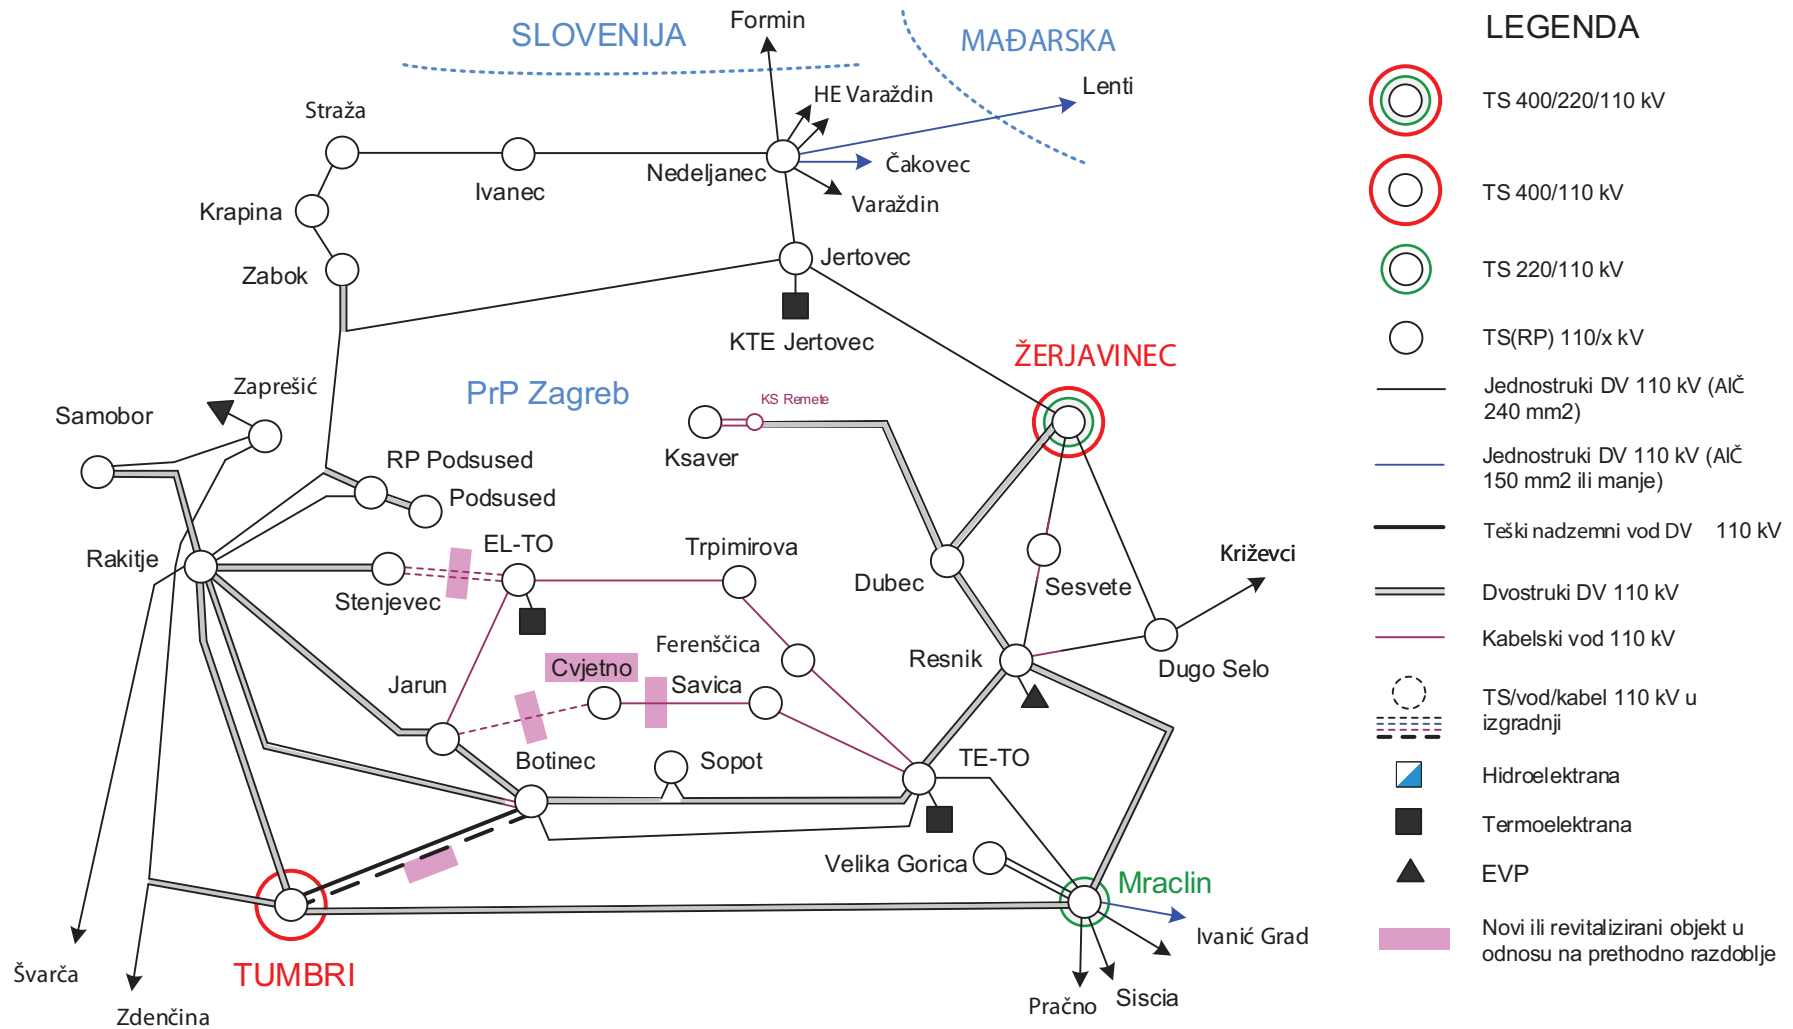 Formin
SLOVENIJA
MAĐARSKA
LEGENDA
Lenti
HE Varaždin
Straža
TS 400/220/110 kV
Nedeljanec
Čakovec
Ivanec
Varaždin
Krapina
TS 400/110 kV
Zabok
Jertovec
TS 220/110 kV
KTE Jertovec
TS(RP) 110/x kV
ŽERJAVINEC
Zaprešić
PrP Zagreb
KS Remete
Jednostruki DV 110 kV (AlČ
240 mm2)
Samobor
Ksaver
RP Podsused
Podsused
Jednostruki DV 110 kV (AlČ
150 mm2 ili manje)
Rakitje
EL-TO
Trpimirova
Teški nadzemni vod DV 110 kV
Križevci
Dubec
Sesvete
Stenjevec
Dvostruki DV 110 kV
Ferenščica
Kabelski vod 110 kV
Resnik
Dugo Selo
Cvjetno
Jarun
Savica
TS/vod/kabel 110 kV u
izgradnji
Botinec
Sopot
TE-TO
Hidroelektrana
Termoelektrana
Velika Gorica
Mraclin
EVP
Ivanić Grad
Novi ili revitalizirani objekt u
odnosu na prethodno razdoblje
Švarča
TUMBRI
Zdenčina
Pračno
Siscia